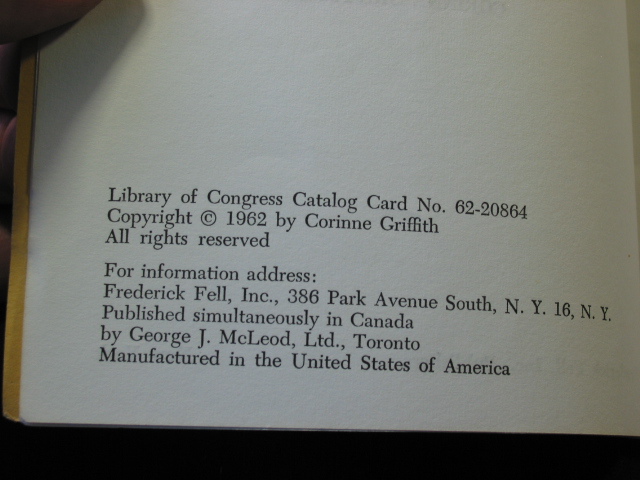 Library of Congress Catalog Card No. 62-20864
Copyright © 1962 by Corinne Griffith
All rights reserved
For information address:
Frederick Fell, Inc., 386 Park Avenue South, N. Y. 16, N. Y.
Published simultaneously in Canada
by George J. McLeod, Ltd., Toronto
Manufactured in the United States of America